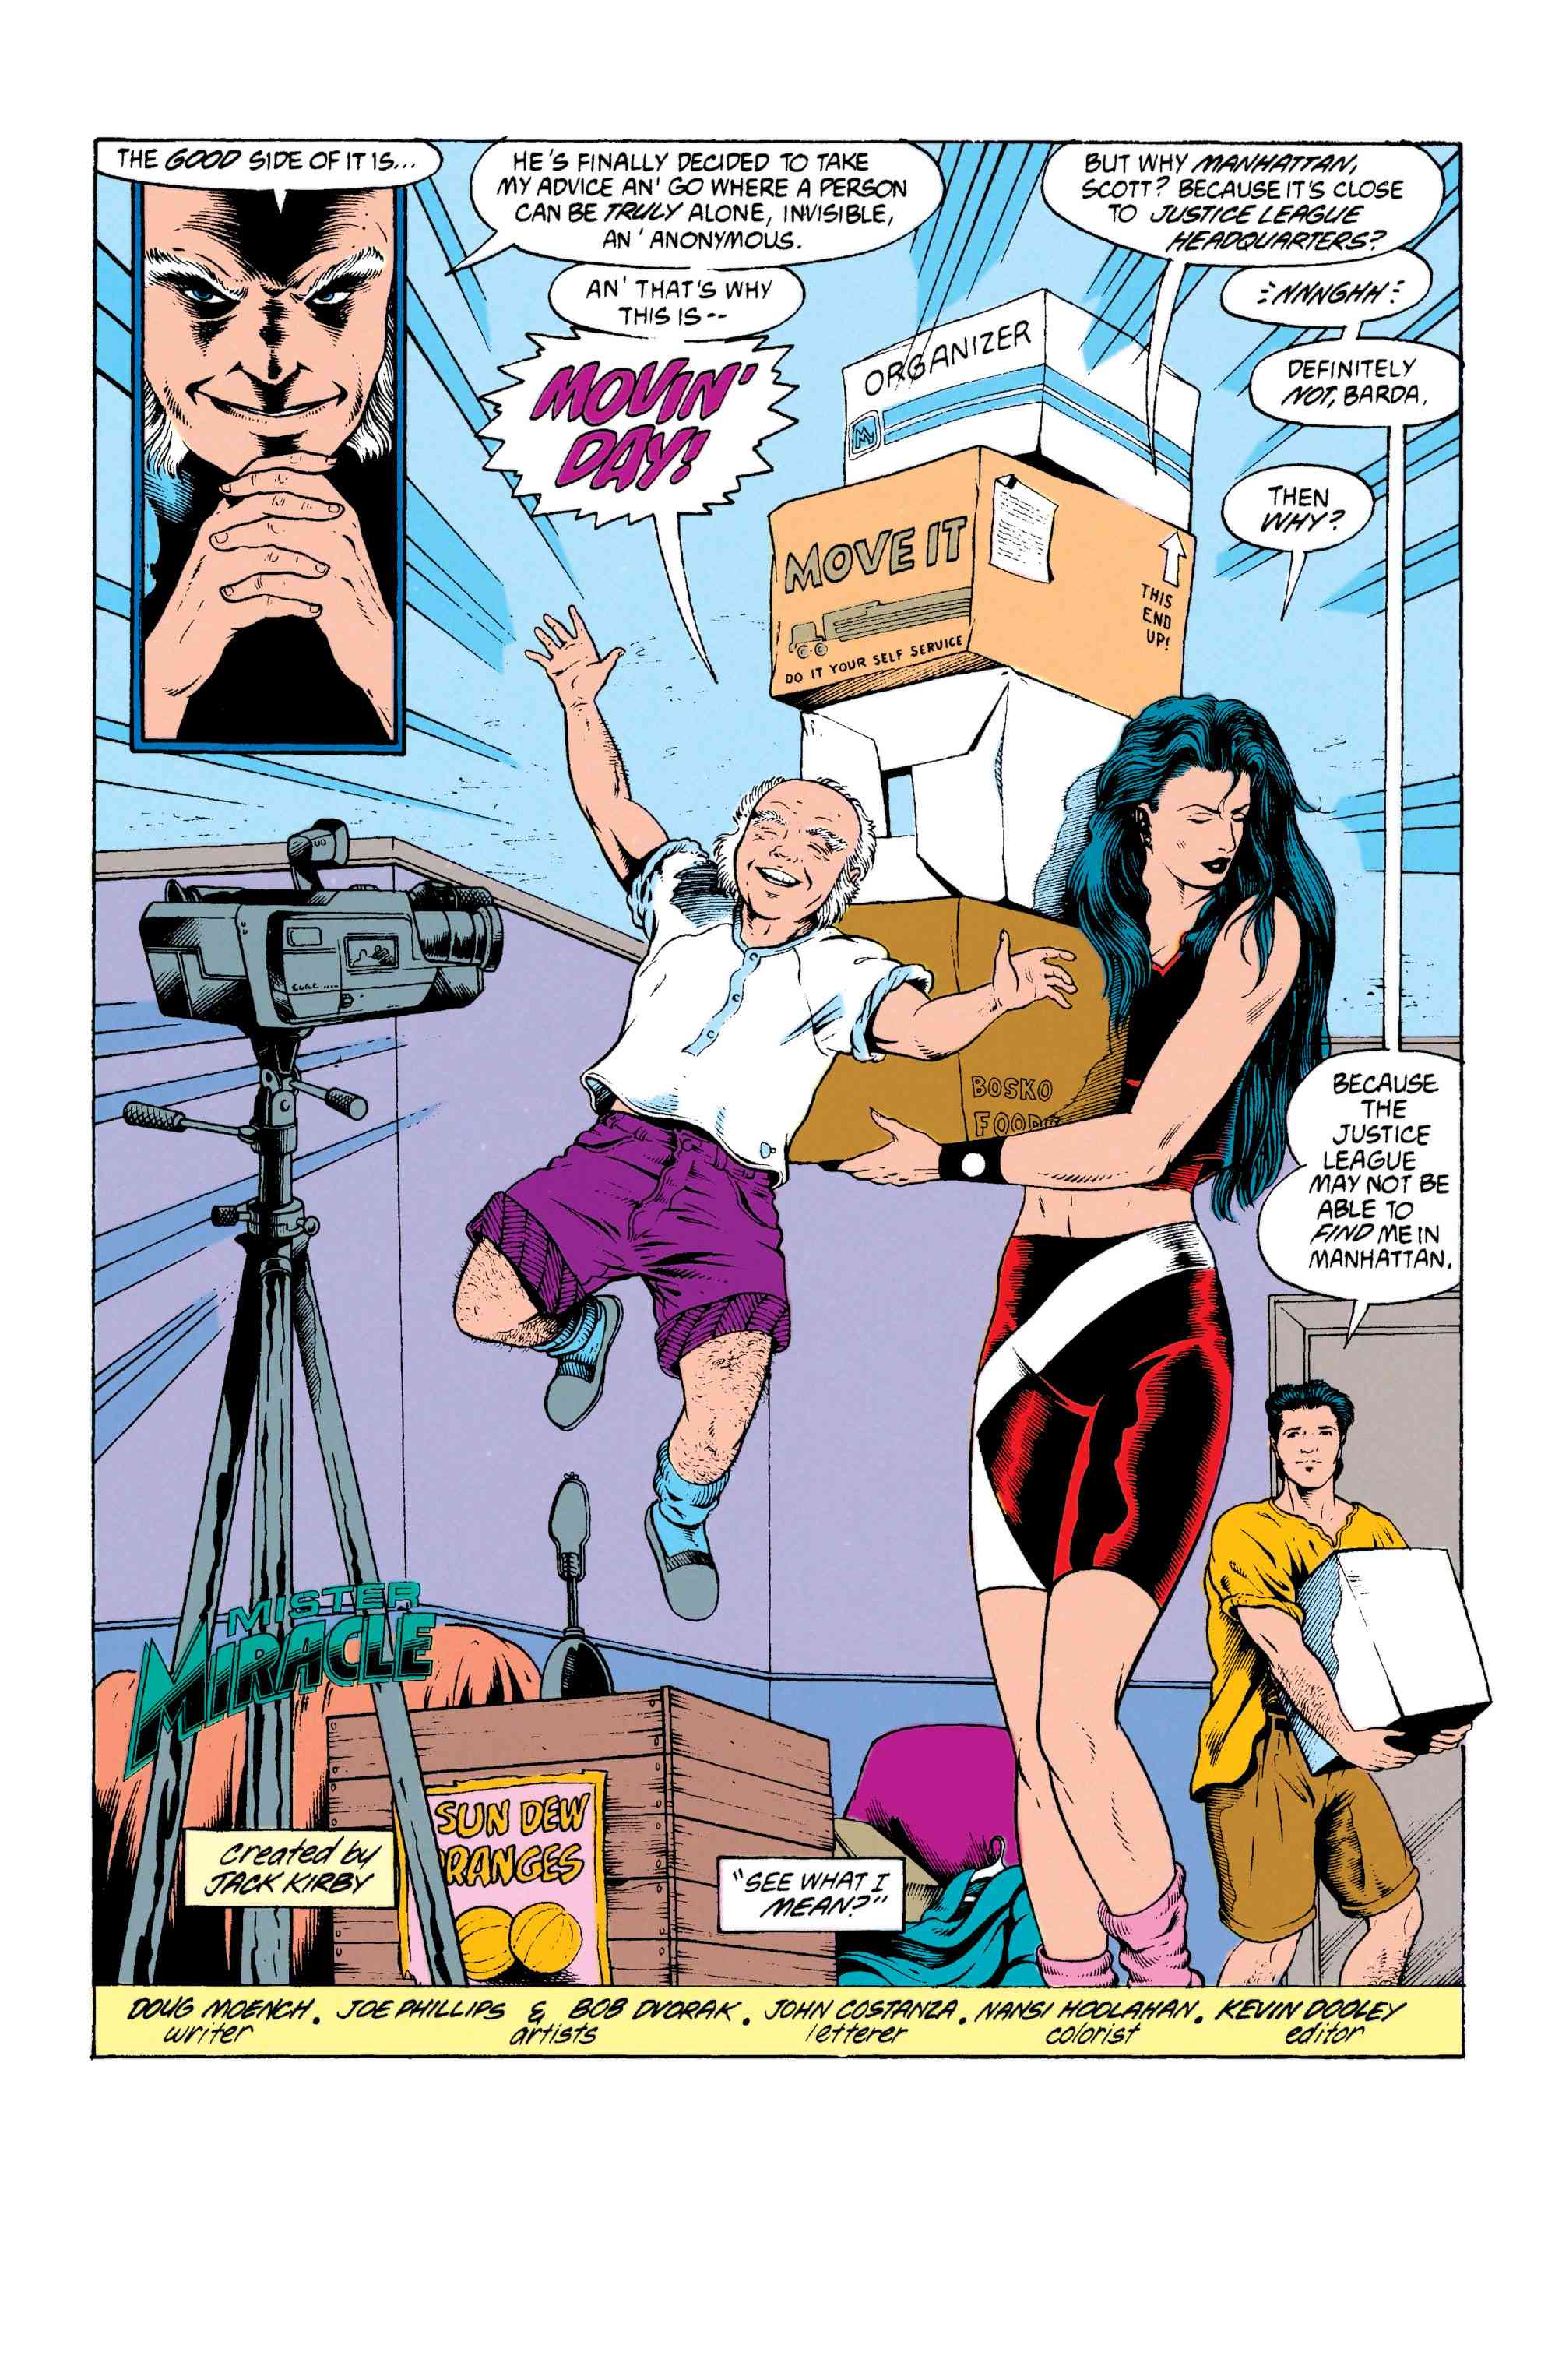 THE GOOD SIDE OF IT IS...
HE'S FINALLY DECIDED TO TAKE
MY ADVICE AN' GO WHERE A PERSON
CAN BE TRULY ALONE, INVISIBLE,
AN' ANONYMOUS.
AN' THAT'S WHY
THIS IS--
MOVIN'
DAY!
BUT WHY MANHATTAN,
SCOTT? BECAUSE IT'S CLOSE
TO JUSTICE LEAGUE
HEADQUARTERS?
NNNGHH
DEFINITELY
NOT, BARDA.
THEN
WHY?
BECAUSE
THE
JUSTICE
LEAGUE
MAY NOT BE
ABLE TO
FIND ME IN
MANHATTAN.
ORGANIZER
M
MOVE IT
DO IT YOUR SELF SERVICE
THIS
END
UP!
BOSKO
FOODS
MISTER
MIRACLE
created by
JACK KIRBY
SUN DEW
RANGES
"SEE WHAT I
MEAN?"
DOUG MOENCH. JOE PHILLIPS & BOB DVORAK. JOHN COSTANZA. NANSI HOOLAHAN. KEVIN DOOLEY
writer artists letterer colorist editor